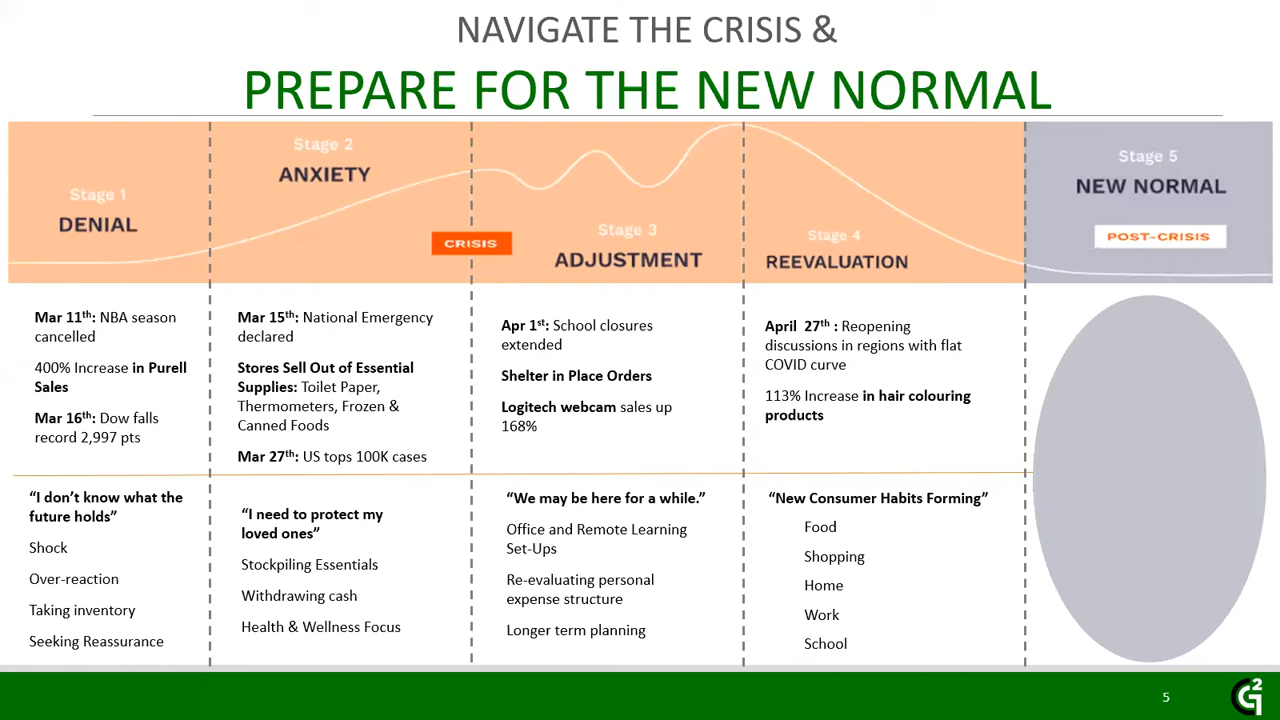 NAVIGATE THE CRISIS &
PREPARE FOR THE NEW NORMAL
Stage 1
DENIAL
Stage 2
ANXIETY
CRISIS
Stage 3
ADJUSTMENT
Stage 4
REEVALUATION
Stage 5
NEW NORMAL
POST-CRISIS
Mar 11th: NBA season
cancelled
400% Increase in Purell
Sales
Mar 16th: Dow falls
record 2,997 pts
Mar 15th: National Emergency
declared
Stores Sell Out of Essential
Supplies: Toilet Paper,
Thermometers, Frozen &
Canned Foods
Mar 27th: US tops 100K cases
Apr 1st: School closures
extended
Shelter in Place Orders
Logitech webcam sales up
168%
April 27th : Reopening
discussions in regions with flat
COVID curve
113% Increase in hair colouring
products
“I don’t know what the
future holds”
Shock
Over-reaction
Taking inventory
Seeking Reassurance
“I need to protect my
loved ones”
Stockpiling Essentials
Withdrawing cash
Health & Wellness Focus
“We may be here for a while.”
Office and Remote Learning
Set-Ups
Re-evaluating personal
expense structure
Longer term planning
“New Consumer Habits Forming”
Food
Shopping
Home
Work
School
5
G2